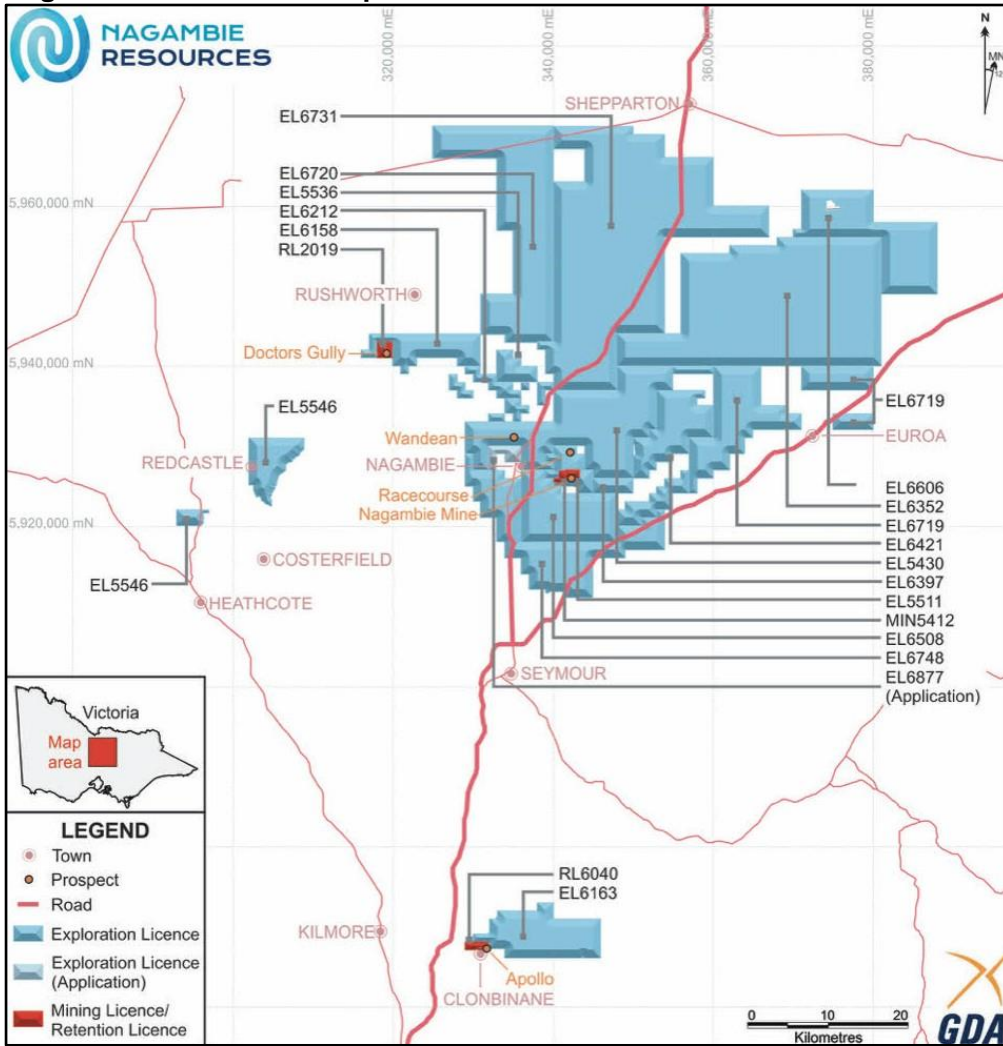 NAGAMBIE
RESOURCES
320,000 mE
340,000 mE
360,000 mE
380,000 mE
N
MN
12
SHEPPARTON
EL6731
EL6720
EL5536
EL6212
EL6158
RL2019
5,960,000 mN
RUSHWORTH
Doctors Gully
5,940,000 mN
EL5546
EL6719
Wandean
EUROA
REDCASTLE
NAGAMBIE
Racecourse
Nagambie Mine
EL6606
EL6352
5,920,000 mN
EL6719
EL6421
COSTERFIELD
EL5430
EL5546
EL6397
HEATHCOTE
EL5511
MIN5412
EL6508
EL6748
SEYMOUR
EL6877
(Application)
Victoria
Map
area
LEGEND
Town
Prospect
Road
Exploration Licence
Exploration Licence
(Application)
Mining Licence/
Retention Licence
RL6040
EL6163
KILMORE
Apollo
CLONBINANE
0 10 20
Kilometres
GDA